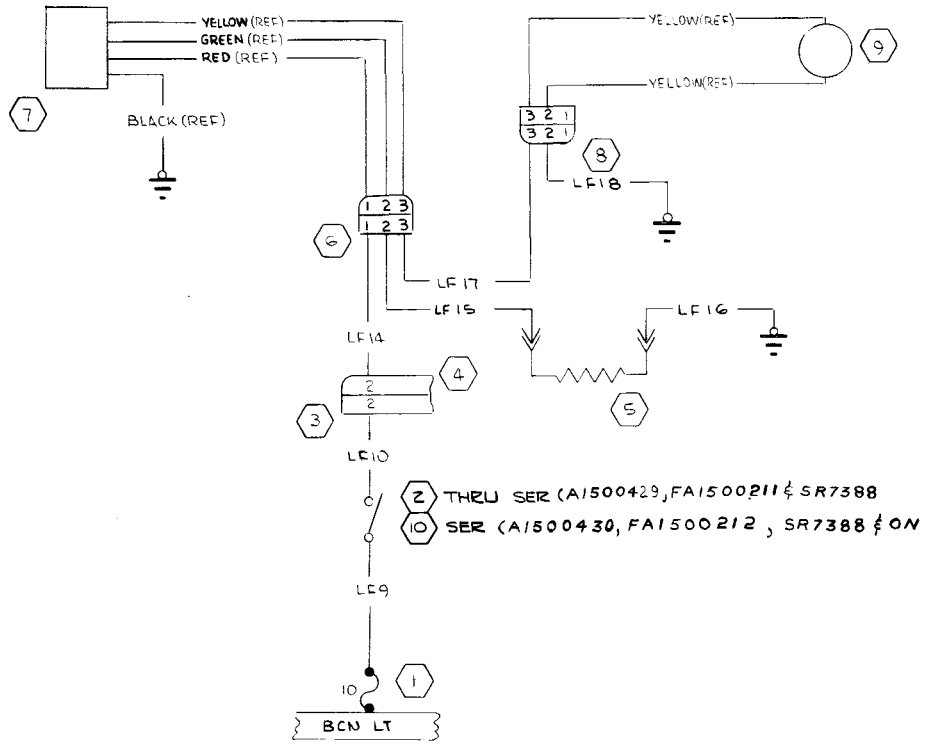 YELLOW (REF)
GREEN (REF)
RED (REF)
BLACK (REF)
7
YELLOW (REF)
YELLOW (REF)
9
3 2 1
3 2 1
8
LF18
1 2 3
1 2 3
6
LF17
LF15
LF16
LF14
5
4
2
2
3
LF10
2 THRU SER (A1500429, FA1500211 & SR7388
10 SER (A1500430, FA1500212, SR7388 & ON
LF9
10
1
BCN LT